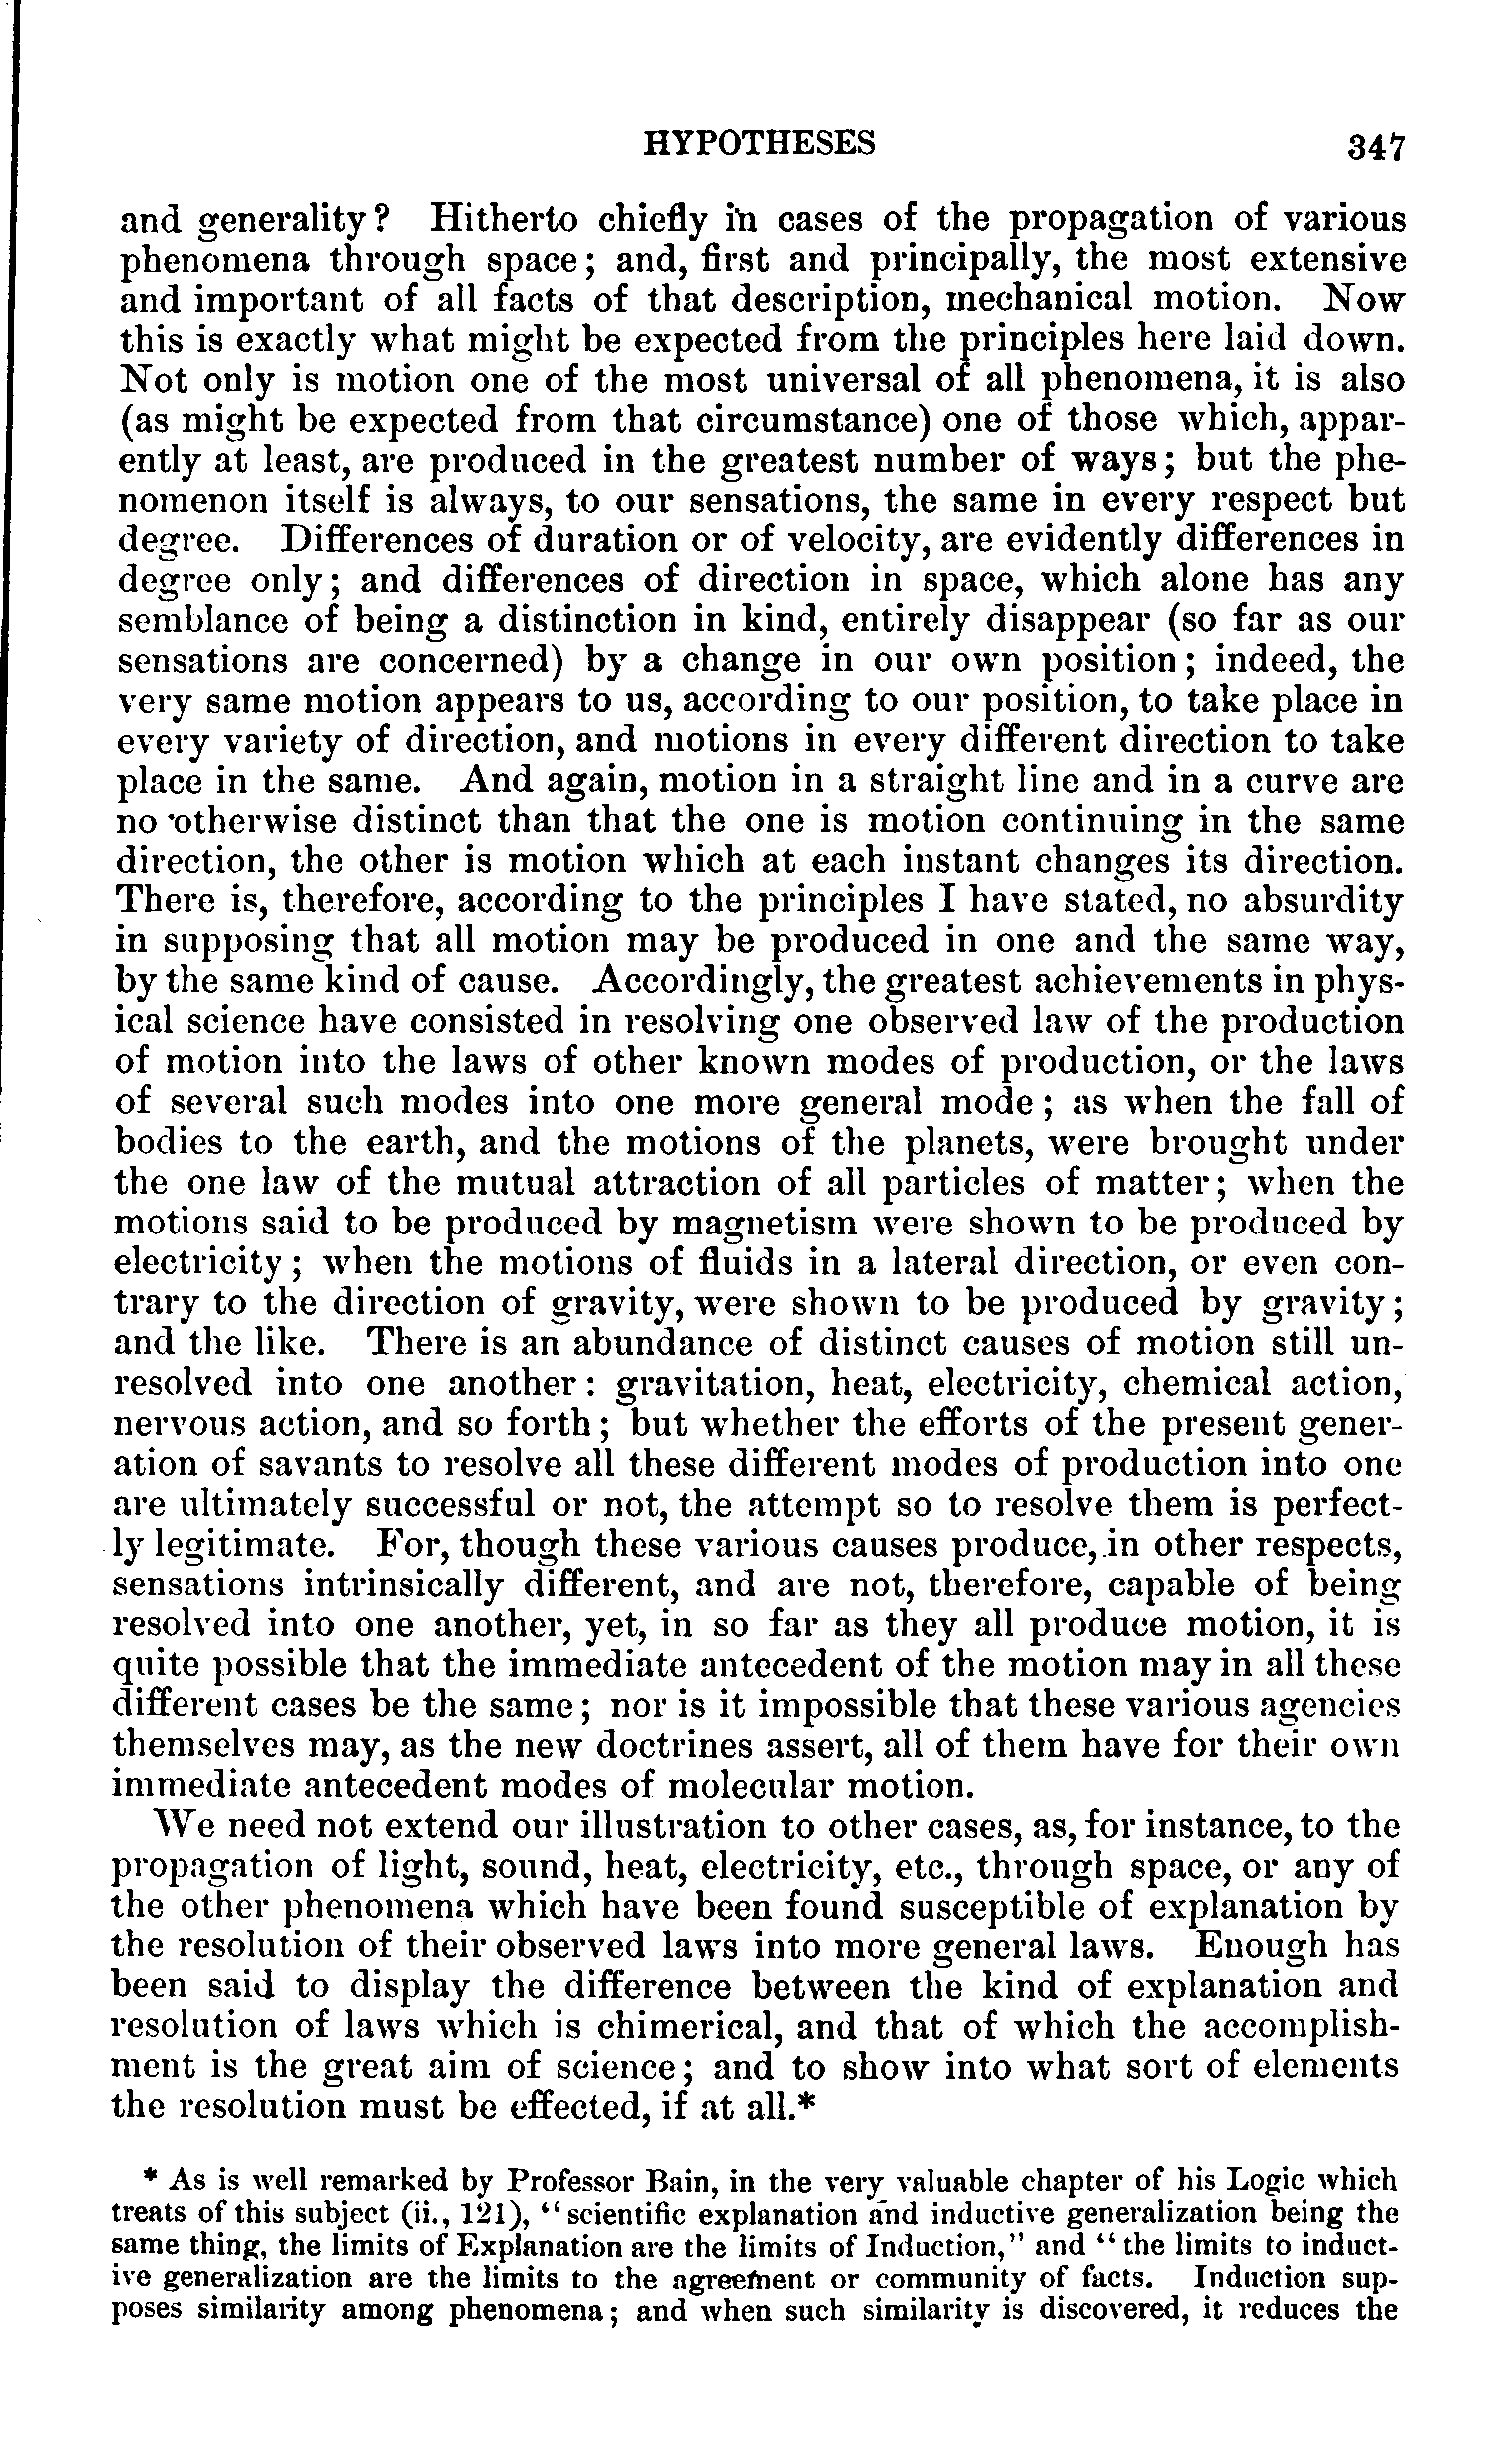 HYPOTHESES 347
and generality? Hitherto chiefly in cases of the propagation of various
phenomena through space; and, first and principally, the most extensive
and important of all facts of that description, mechanical motion. Now
this is exactly what might be expected from the principles here laid down.
Not only is motion one of the most universal of all phenomena, it is also
(as might be expected from that circumstance) one of those which, appar-
ently at least, are produced in the greatest number of ways; but the phe-
nomenon itself is always, to our sensations, the same in every respect but
degree. Differences of duration or of velocity, are evidently differences in
degree only; and differences of direction in space, which alone has any
semblance of being a distinction in kind, entirely disappear (so far as our
sensations are concerned) by a change in our own position; indeed, the
very same motion appears to us, according to our position, to take place in
every variety of direction, and motions in every different direction to take
place in the same. And again, motion in a straight line and in a curve are
no otherwise distinct than that the one is motion continuing in the same
direction, the other is motion which at each instant changes its direction.
There is, therefore, according to the principles I have stated, no absurdity
in supposing that all motion may be produced in one and the same way,
by the same kind of cause. Accordingly, the greatest achievements in phys-
ical science have consisted in resolving one observed law of the production
of motion into the laws of other known modes of production, or the laws
of several such modes into one more general mode; as when the fall of
bodies to the earth, and the motions of the planets, were brought under
the one law of the mutual attraction of all particles of matter; when the
motions said to be produced by magnetism were shown to be produced by
electricity; when the motions of fluids in a lateral direction, or even con-
trary to the direction of gravity, were shown to be produced by gravity;
and the like. There is an abundance of distinct causes of motion still un-
resolved into one another: gravitation, heat, electricity, chemical action,
nervous action, and so forth; but whether the efforts of the present gener-
ation of savants to resolve all these different modes of production into one
are ultimately successful or not, the attempt so to resolve them is perfect-
ly legitimate. For, though these various causes produce, in other respects,
sensations intrinsically different, and are not, therefore, capable of being
resolved into one another, yet, in so far as they all produce motion, it is
quite possible that the immediate antecedent of the motion may in all these
different cases be the same; nor is it impossible that these various agencies
themselves may, as the new doctrines assert, all of them have for their own
immediate antecedent modes of molecular motion.
We need not extend our illustration to other cases, as, for instance, to the
propagation of light, sound, heat, electricity, etc., through space, or any of
the other phenomena which have been found susceptible of explanation by
the resolution of their observed laws into more general laws. Enough has
been said to display the difference between the kind of explanation and
resolution of laws which is chimerical, and that of which the accomplish-
ment is the great aim of science; and to show into what sort of elements
the resolution must be effected, if at all.*
* As is well remarked by Professor Bain, in the very valuable chapter of his Logic which
treats of this subject (ii., 121), "scientific explanation and inductive generalization being the
same thing, the limits of Explanation are the limits of Induction," and "the limits to induct-
ive generalization are the limits to the agreement or community of facts. Induction sup-
poses similarity among phenomena; and when such similarity is discovered, it reduces the